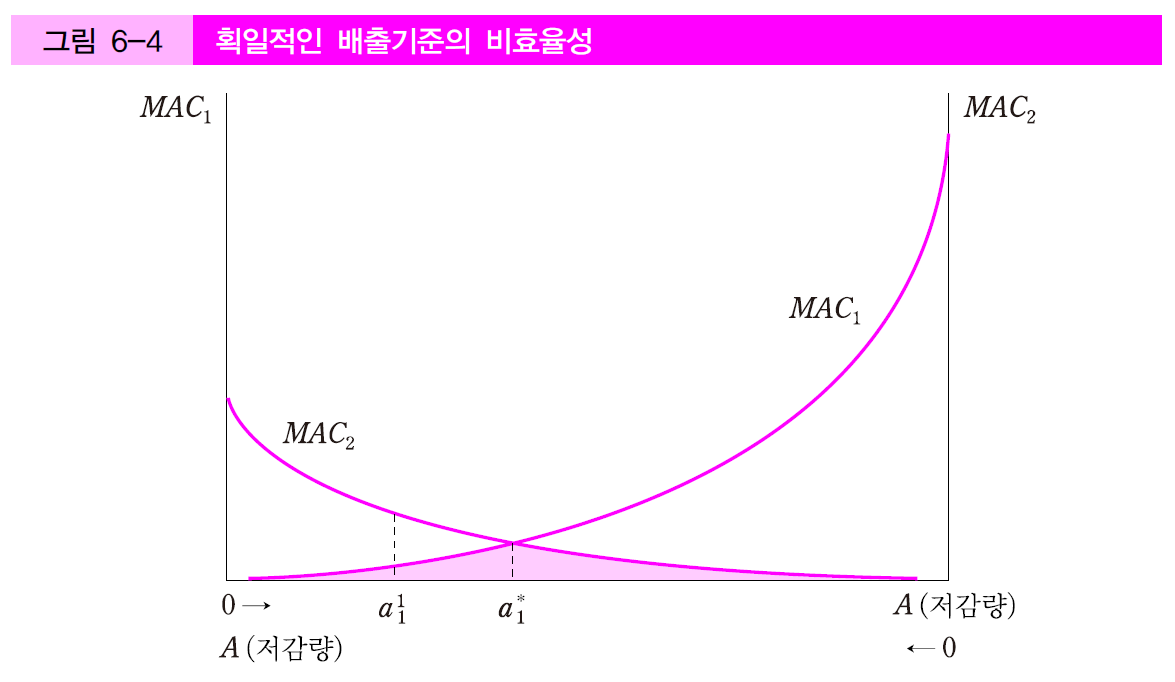 그림 6-4 획일적인 배출기준의 비효율성
MAC₁
MAC₂
MAC₁
MAC₂
0 →
a₁¹
a₁*
A (저감량)
A (저감량)
← 0